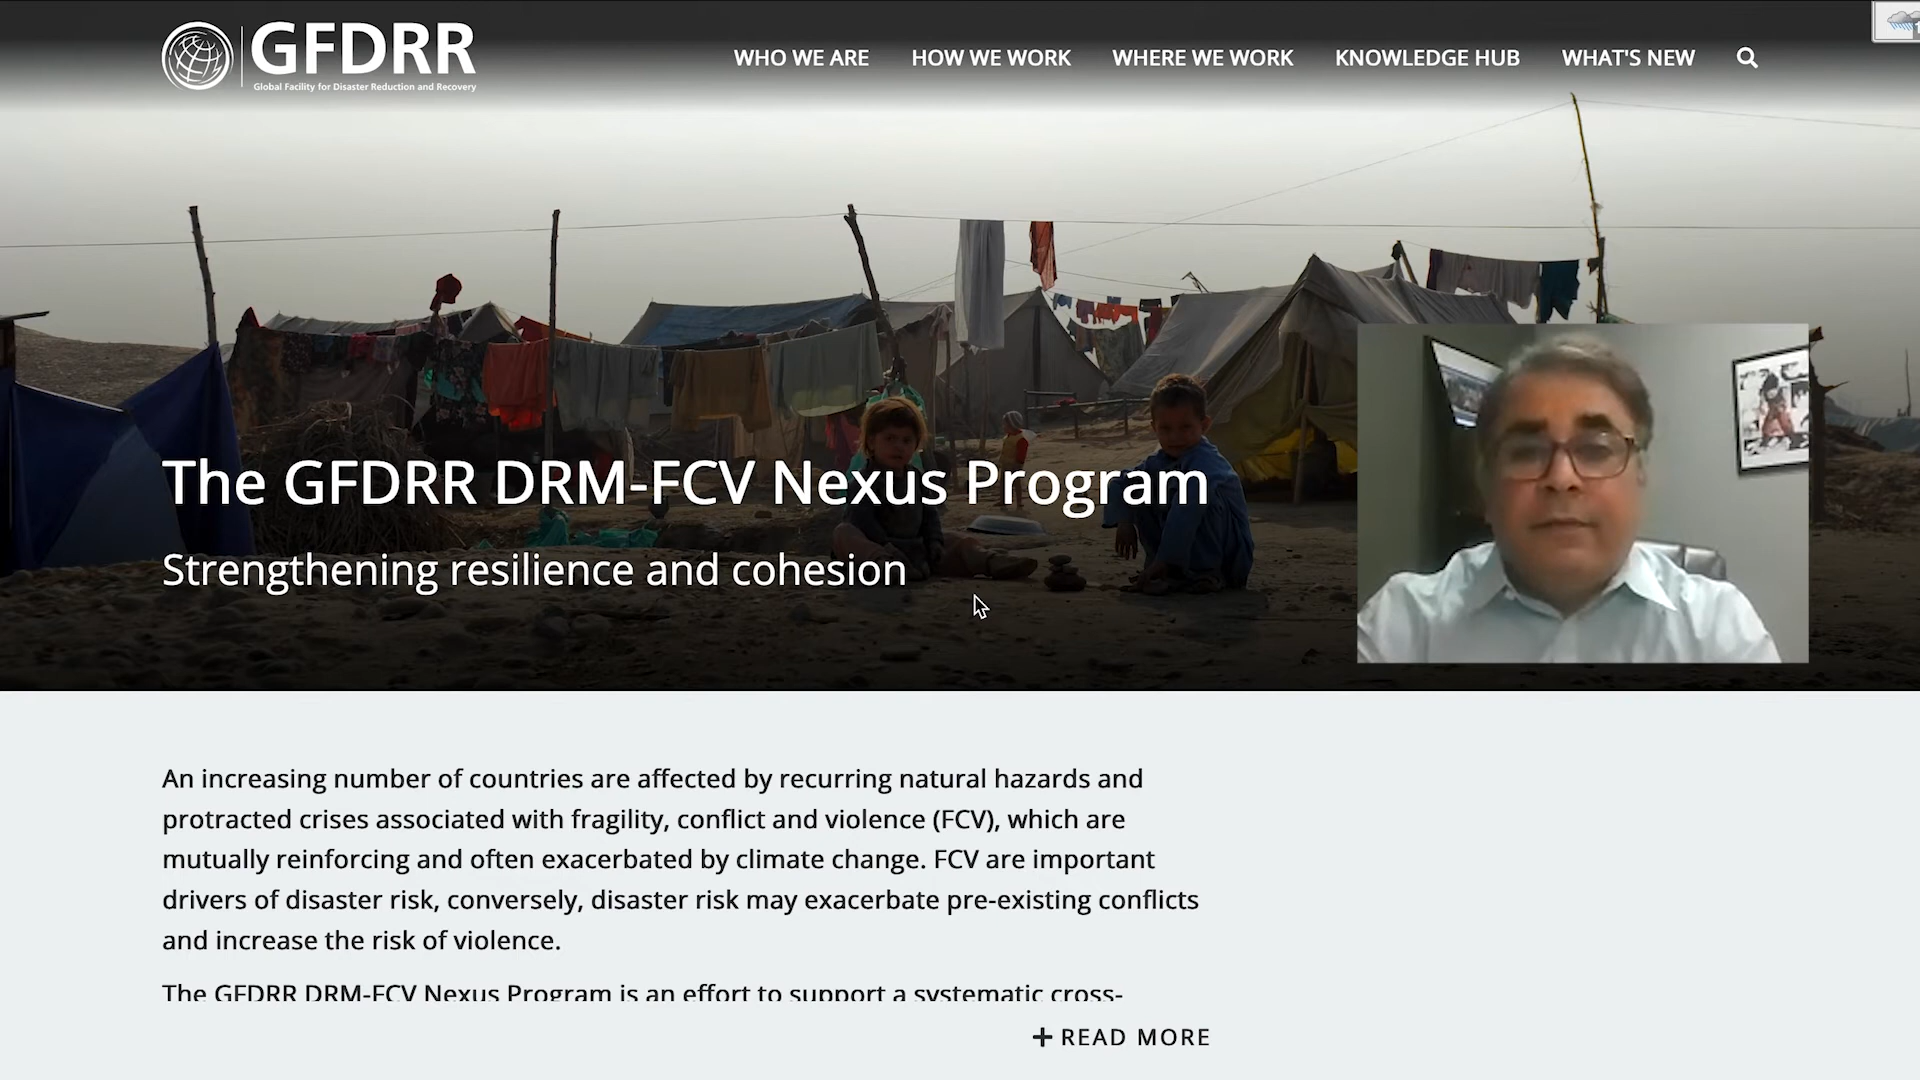 GFDRR
Global Facility for Disaster Reduction and Recovery
WHO WE ARE
HOW WE WORK
WHERE WE WORK
KNOWLEDGE HUB
WHAT'S NEW
The GFDRR DRM-FCV Nexus Program
Strengthening resilience and cohesion
An increasing number of countries are affected by recurring natural hazards and
protracted crises associated with fragility, conflict and violence (FCV), which are
mutually reinforcing and often exacerbated by climate change. FCV are important
drivers of disaster risk, conversely, disaster risk may exacerbate pre-existing conflicts
and increase the risk of violence.
The GFDRR DRM-FCV Nexus Program is an effort to support a systematic cross-
+ READ MORE